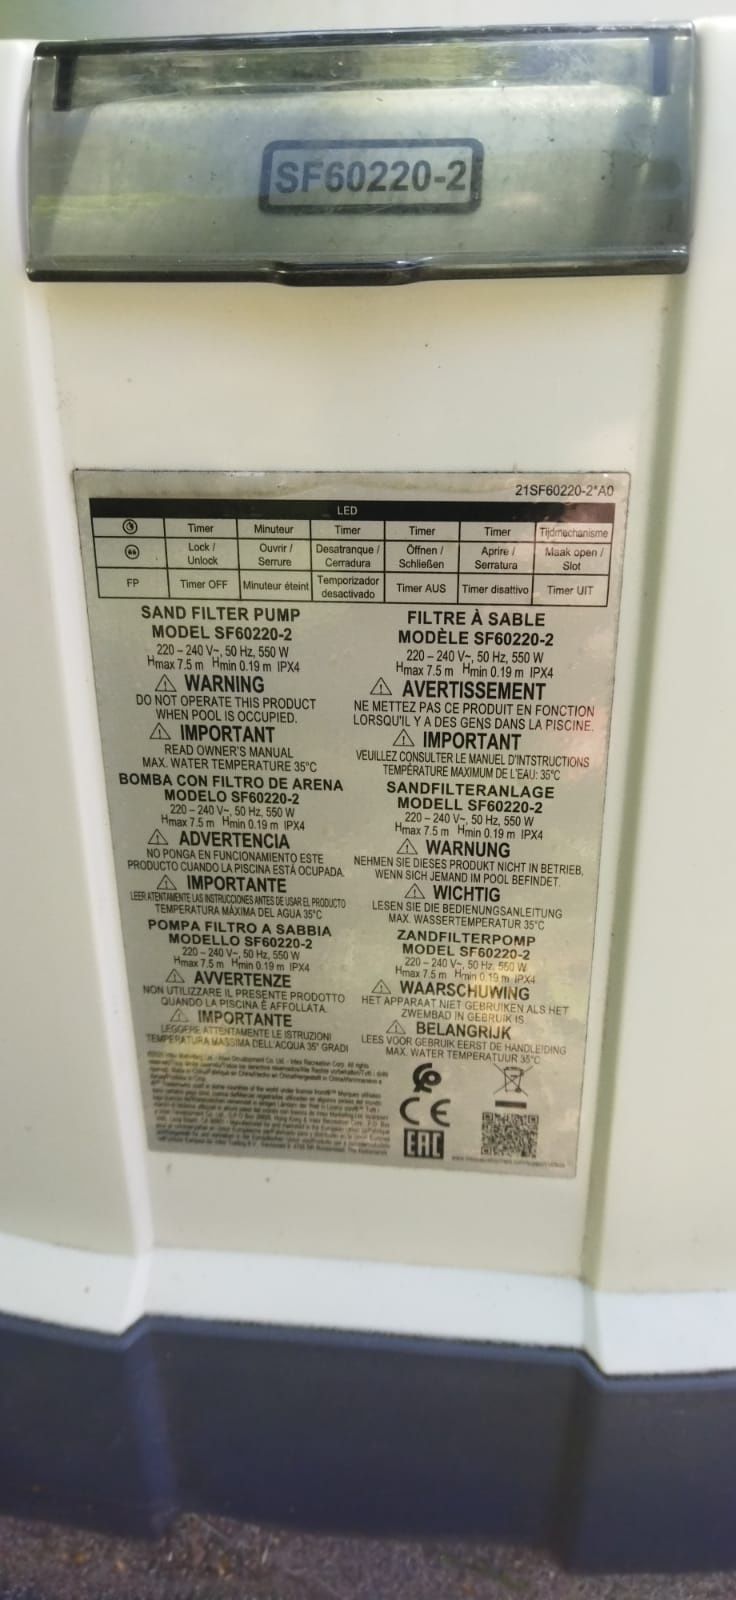 SF60220-2
21SF60220-2*A0
LED
Timer Minuteur Timer Timer Timer Tijdmechanisme
Lock / Unlock Ouvrir / Serrure Desatranque / Cerradura Öffnen / Schließen Aprire / Serratura Maak open / Slot
FP Timer OFF Minuteur éteint Temporizador desactivado Timer AUS Timer disattivo Timer UIT
SAND FILTER PUMP
MODEL SF60220-2
220 – 240 V~, 50 Hz, 550 W
Hmax 7.5 m Hmin 0.19 m IPX4
WARNING
DO NOT OPERATE THIS PRODUCT
WHEN POOL IS OCCUPIED.
IMPORTANT
READ OWNER'S MANUAL
MAX. WATER TEMPERATURE 35°C
BOMBA CON FILTRO DE ARENA
MODELO SF60220-2
220 – 240 V~, 50 Hz, 550 W
Hmax 7.5 m Hmin 0.19 m IPX4
ADVERTENCIA
NO PONGA EN FUNCIONAMIENTO ESTE
PRODUCTO CUANDO LA PISCINA ESTÁ OCUPADA.
IMPORTANTE
LEER ATENTAMENTE LAS INSTRUCCIONES ANTES DE USAR EL PRODUCTO
TEMPERATURA MÁXIMA DEL AGUA 35°C
POMPA FILTRO A SABBIA
MODELLO SF60220-2
220 – 240 V~, 50 Hz, 550 W
Hmax 7.5 m Hmin 0.19 m IPX4
AVVERTENZE
NON UTILIZZARE IL PRESENTE PRODOTTO
QUANDO LA PISCINA È AFFOLLATA.
IMPORTANTE
LEGGERE ATTENTAMENTE LE ISTRUZIONI
TEMPERATURA MASSIMA DELL'ACQUA 35° GRADI
FILTRE À SABLE
MODÈLE SF60220-2
220 – 240 V~, 50 Hz, 550 W
Hmax 7.5 m Hmin 0.19 m IPX4
AVERTISSEMENT
NE METTEZ PAS CE PRODUIT EN FONCTION
LORSQU'IL Y A DES GENS DANS LA PISCINE.
IMPORTANT
VEUILLEZ CONSULTER LE MANUEL D'INTSTRUCTIONS
TEMPÉRATURE MAXIMUM DE L'EAU: 35°C
SANDFILTERANLAGE
MODELL SF60220-2
220 – 240 V~, 50 Hz, 550 W
Hmax 7.5 m Hmin 0.19 m IPX4
WARNUNG
NEHMEN SIE DIESES PRODUKT NICHT IN BETRIEB,
WENN SICH JEMAND IM POOL BEFINDET.
WICHTIG
LESEN SIE DIE BEDIENUNGSANLEITUNG
MAX. WASSERTEMPERATUR 35°C
ZANDFILTERPOMP
MODEL SF60220-2
220 – 240 V~, 50 Hz, 550 W
Hmax 7.5 m Hmin 0.19 m IPX4
WAARSCHUWING
HET APPARAAT NIET GEBRUIKEN ALS HET
ZWEMBAD IN GEBRUIK IS.
BELANGRIJK
LEES VOOR GEBRUIK EERST DE HANDLEIDING
MAX. WATER TEMPERATUUR 35°C
CE
EAC